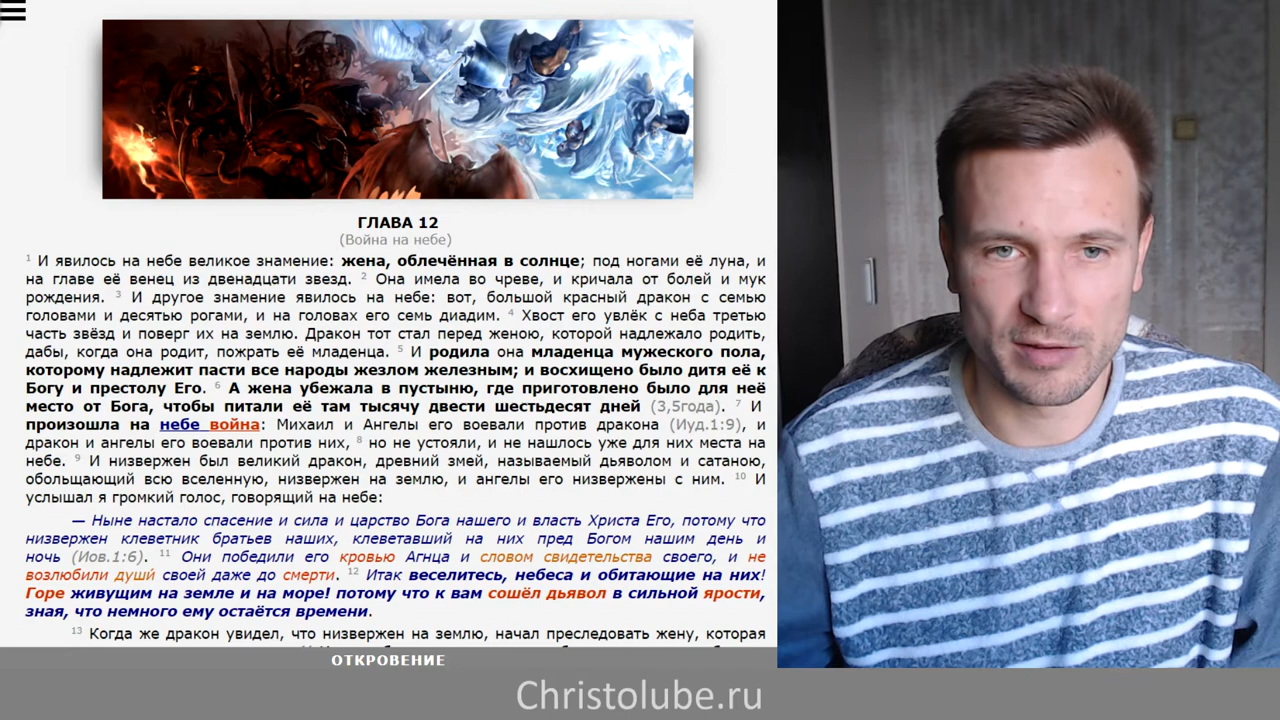 ГЛАВА 12
(Война на небе)
1 И явилось на небе великое знамение: жена, облечённая в солнце; под ногами её луна, и
на главе её венец из двенадцати звезд. 2 Она имела во чреве, и кричала от болей и мук
рождения. 3 И другое знамение явилось на небе: вот, большой красный дракон с семью
головами и десятью рогами, и на головах его семь диадим. 4 Хвост его увлёк с неба третью
часть звёзд и поверг их на землю. Дракон тот стал перед женою, которой надлежало родить,
дабы, когда она родит, пожрать её младенца. 5 И родила она младенца мужеского пола,
которому надлежит пасти все народы жезлом железным; и восхищено было дитя её к
Богу и престолу Его. 6 А жена убежала в пустыню, где приготовлено было для неё
место от Бога, чтобы питали её там тысячу двести шестьдесят дней (3,5года). 7 И
произошла на небе война: Михаил и Ангелы его воевали против дракона (Иуд.1:9), и
дракон и ангелы его воевали против них, 8 но не устояли, и не нашлось уже для них места на
небе. 9 И низвержен был великий дракон, древний змей, называемый дьяволом и сатаною,
обольщающий всю вселенную, низвержен на землю, и ангелы его низвержены с ним. 10 И
услышал я громкий голос, говорящий на небе:
— Ныне настало спасение и сила и царство Бога нашего и власть Христа Его, потому что
низвержен клеветник братьев наших, клеветавший на них пред Богом нашим день и
ночь (Иов.1:6). 11 Они победили его кровью Агнца и словом свидетельства своего, и не
возлюбили душѝ своей даже до смерти. 12 Итак веселитесь, небеса и обитающие на них!
Горе живущим на земле и на море! потому что к вам сошёл дьявол в сильной ярости,
зная, что немного ему остаётся времени.
13 Когда же дракон увидел, что низвержен на землю, начал преследовать жену, которая
ОТКРОВЕНИЕ
Christolube.ru